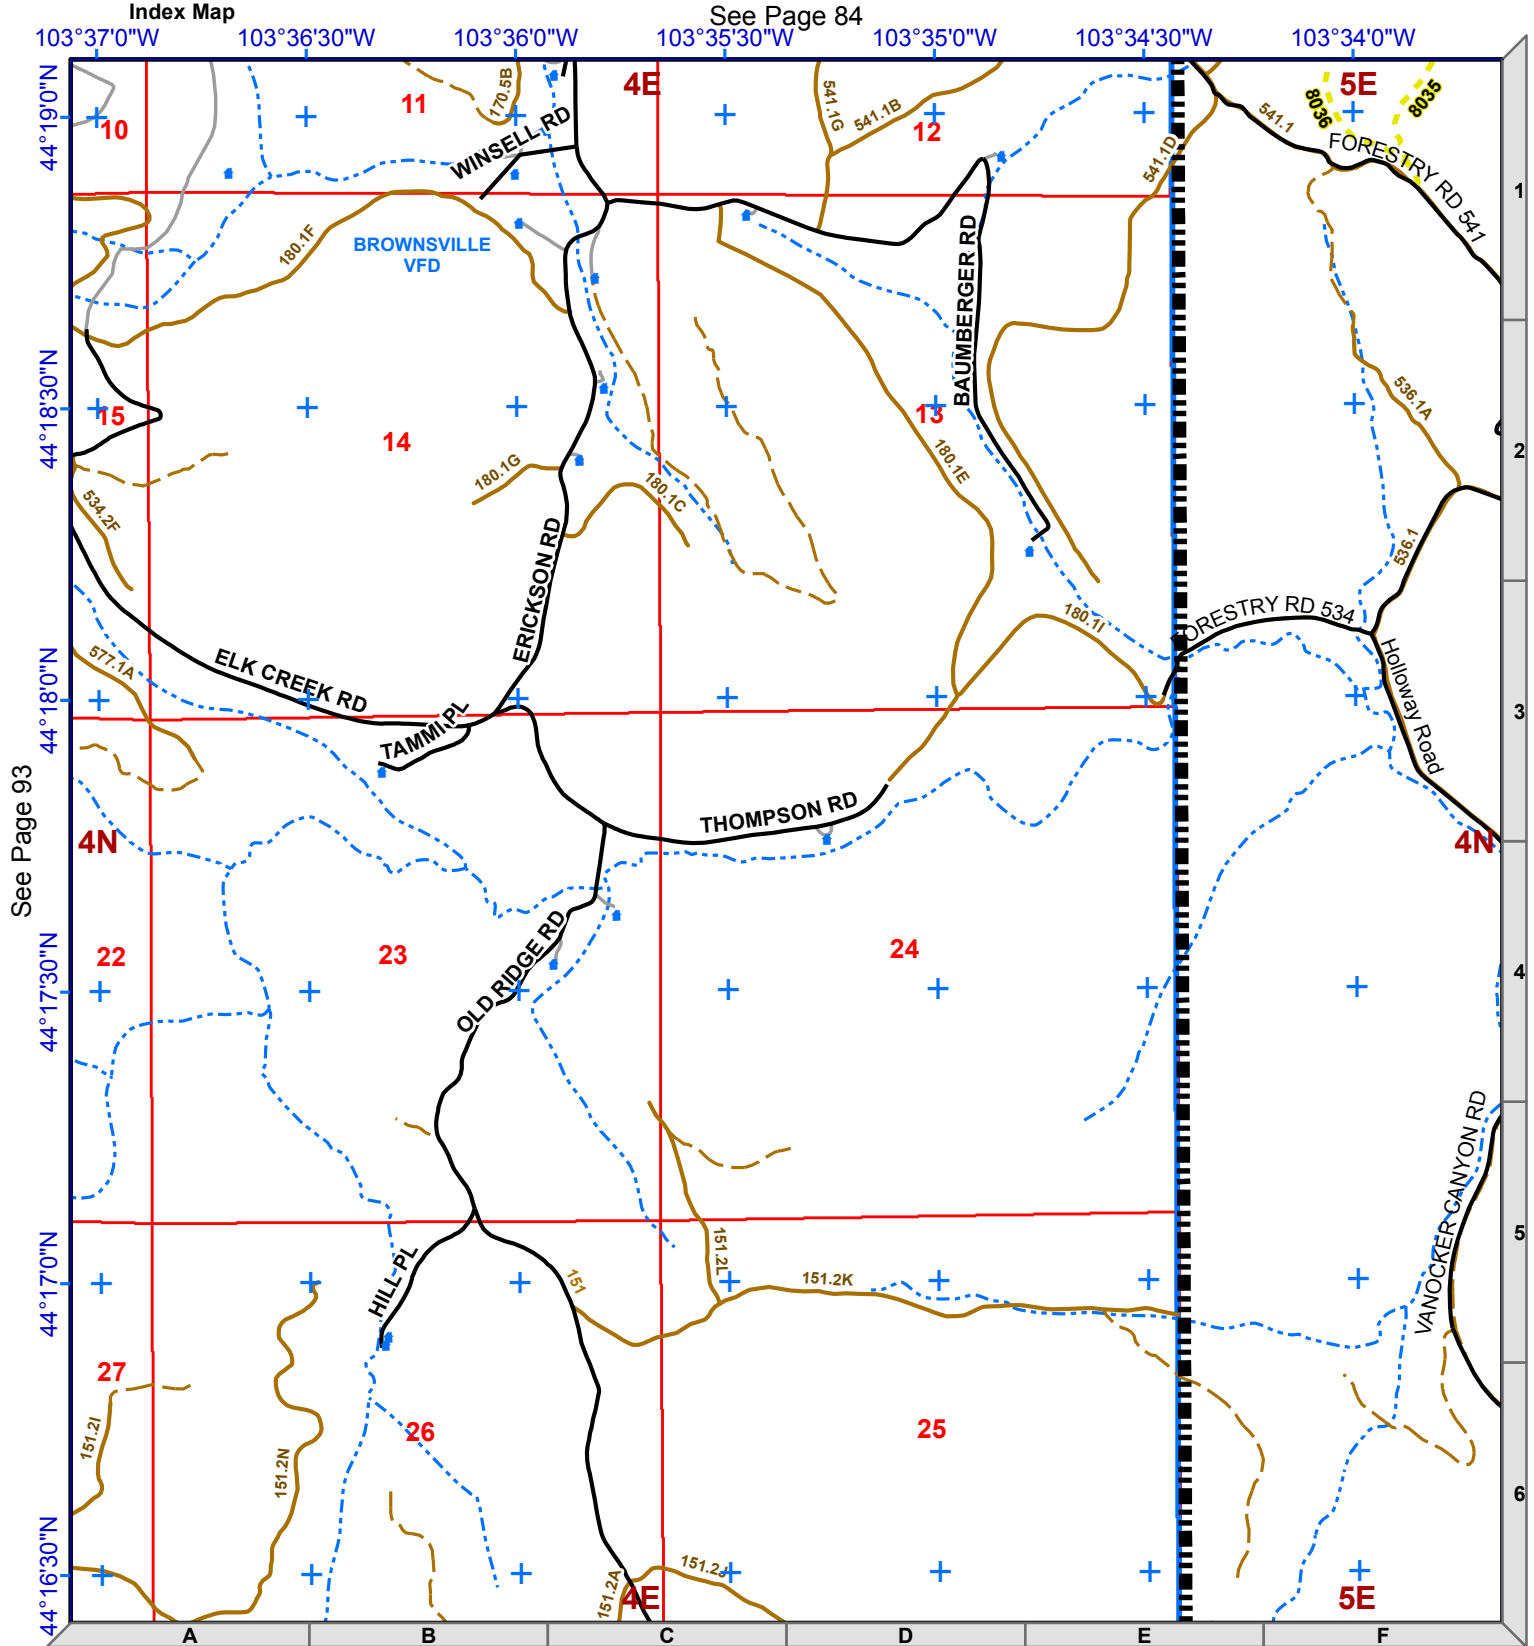 Index Map
See Page 84
103°37'0"W
103°36'30"W
103°36'0"W
103°35'30"W
103°35'0"W
103°34'30"W
103°34'0"W
44°19'0"N
44°18'30"N
44°18'0"N
44°17'30"N
44°17'0"N
44°16'30"N
See Page 93
10
11
170.5B
WINSELL RD
4E
541.1G
541.1B
12
541.1D
541.1
8036
5E
8035
FORESTRY RD 541
1
180.1F
BROWNSVILLE
VFD
BAUMBERGER RD
15
14
13
536.1A
180.1G
180.1C
180.1E
2
534.2F
ERICKSON RD
536.1
577.1A
ELK CREEK RD
TAMMI PL
180.1I
FORESTRY RD 534
Holloway Road
3
THOMPSON RD
4N
4N
22
23
OLD RIDGE RD
24
4
VANOCKER CANYON RD
HILL PL
151
151.2L
151.2K
5
27
26
25
151.2I
151.2N
6
151.2A
151.2J
4E
5E
A
B
C
D
E
F